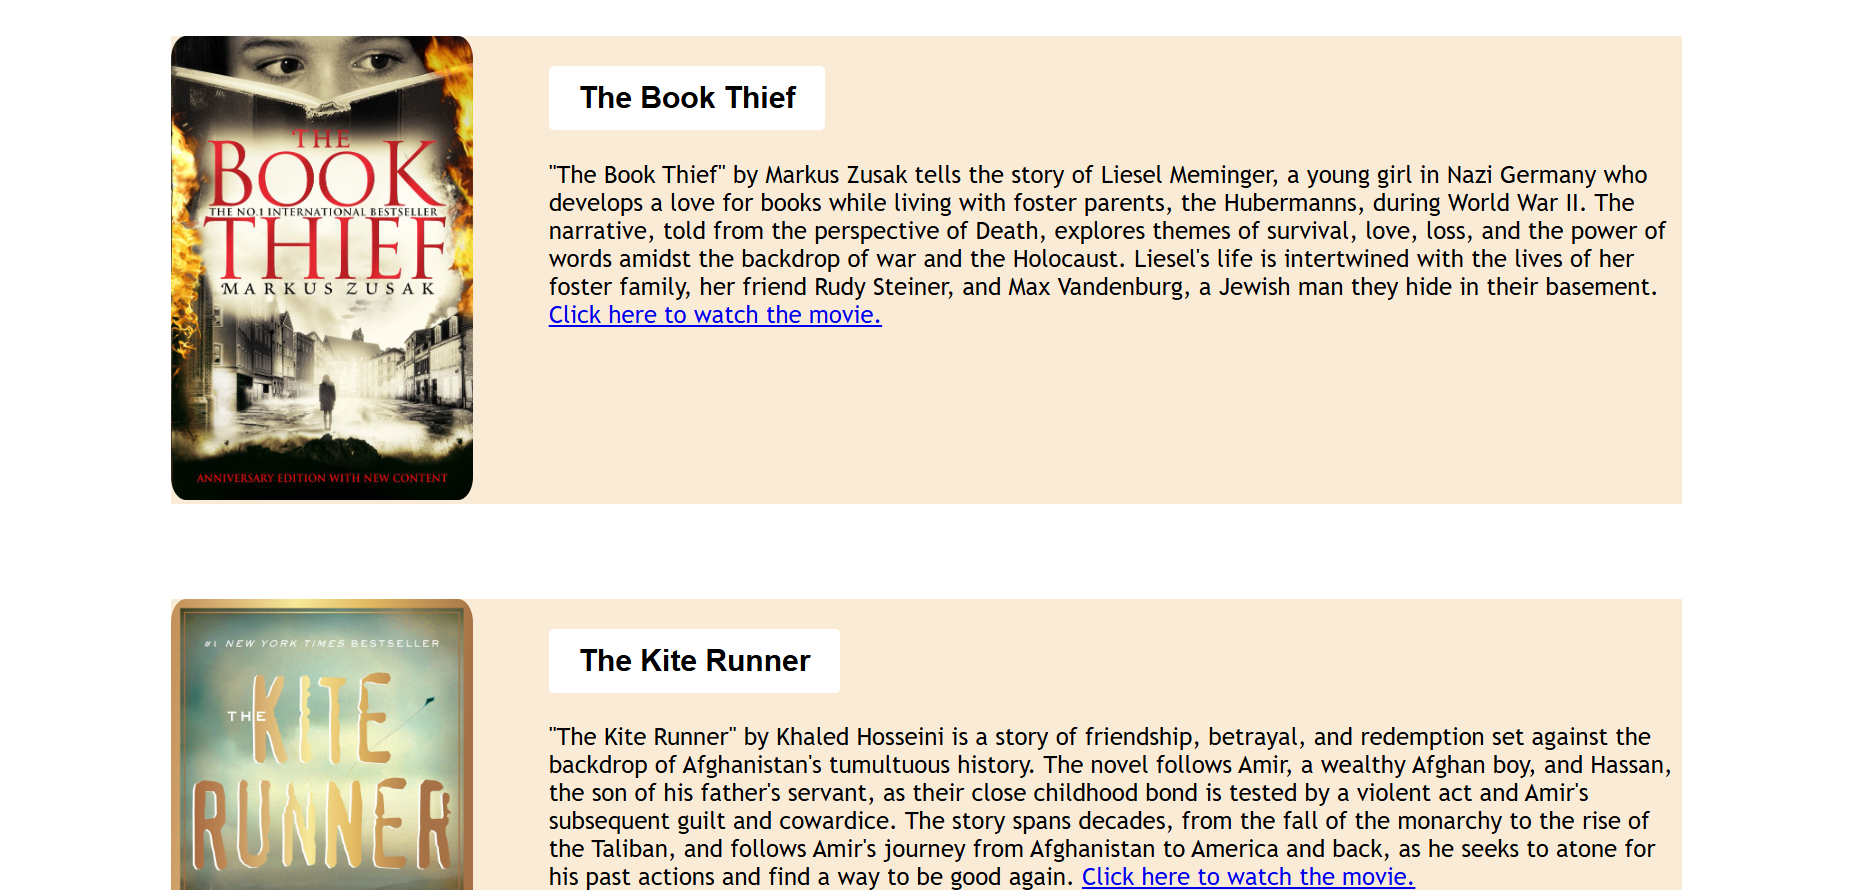 THE
BOOK
THE NO.1 INTERNATIONAL BESTSELLER
THIEF
MARKUS ZUSAK
ANNIVERSARY EDITION WITH NEW CONTENT
The Book Thief
"The Book Thief" by Markus Zusak tells the story of Liesel Meminger, a young girl in Nazi Germany who
develops a love for books while living with foster parents, the Hubermanns, during World War II. The
narrative, told from the perspective of Death, explores themes of survival, love, loss, and the power of
words amidst the backdrop of war and the Holocaust. Liesel's life is intertwined with the lives of her
foster family, her friend Rudy Steiner, and Max Vandenburg, a Jewish man they hide in their basement.
Click here to watch the movie.
#1 NEW YORK TIMES BESTSELLER
THE KITE
RUNNER
The Kite Runner
"The Kite Runner" by Khaled Hosseini is a story of friendship, betrayal, and redemption set against the
backdrop of Afghanistan's tumultuous history. The novel follows Amir, a wealthy Afghan boy, and Hassan,
the son of his father's servant, as their close childhood bond is tested by a violent act and Amir's
subsequent guilt and cowardice. The story spans decades, from the fall of the monarchy to the rise of
the Taliban, and follows Amir's journey from Afghanistan to America and back, as he seeks to atone for
his past actions and find a way to be good again. Click here to watch the movie.